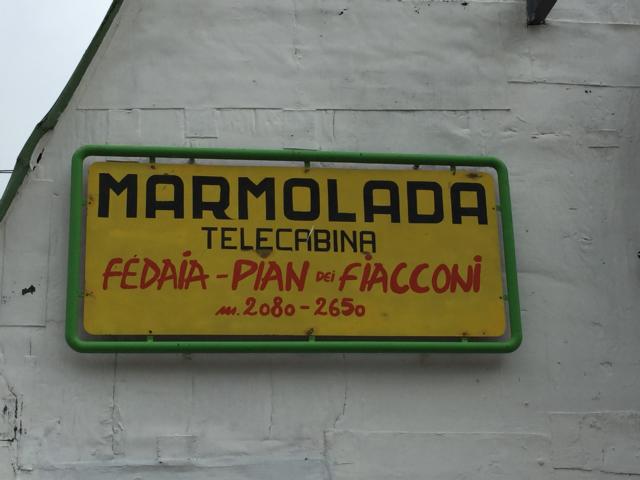 MARMOLADA
TELECABINA
FEDAIA - PIAN DEI FIACCONI
m. 2080 - 2650